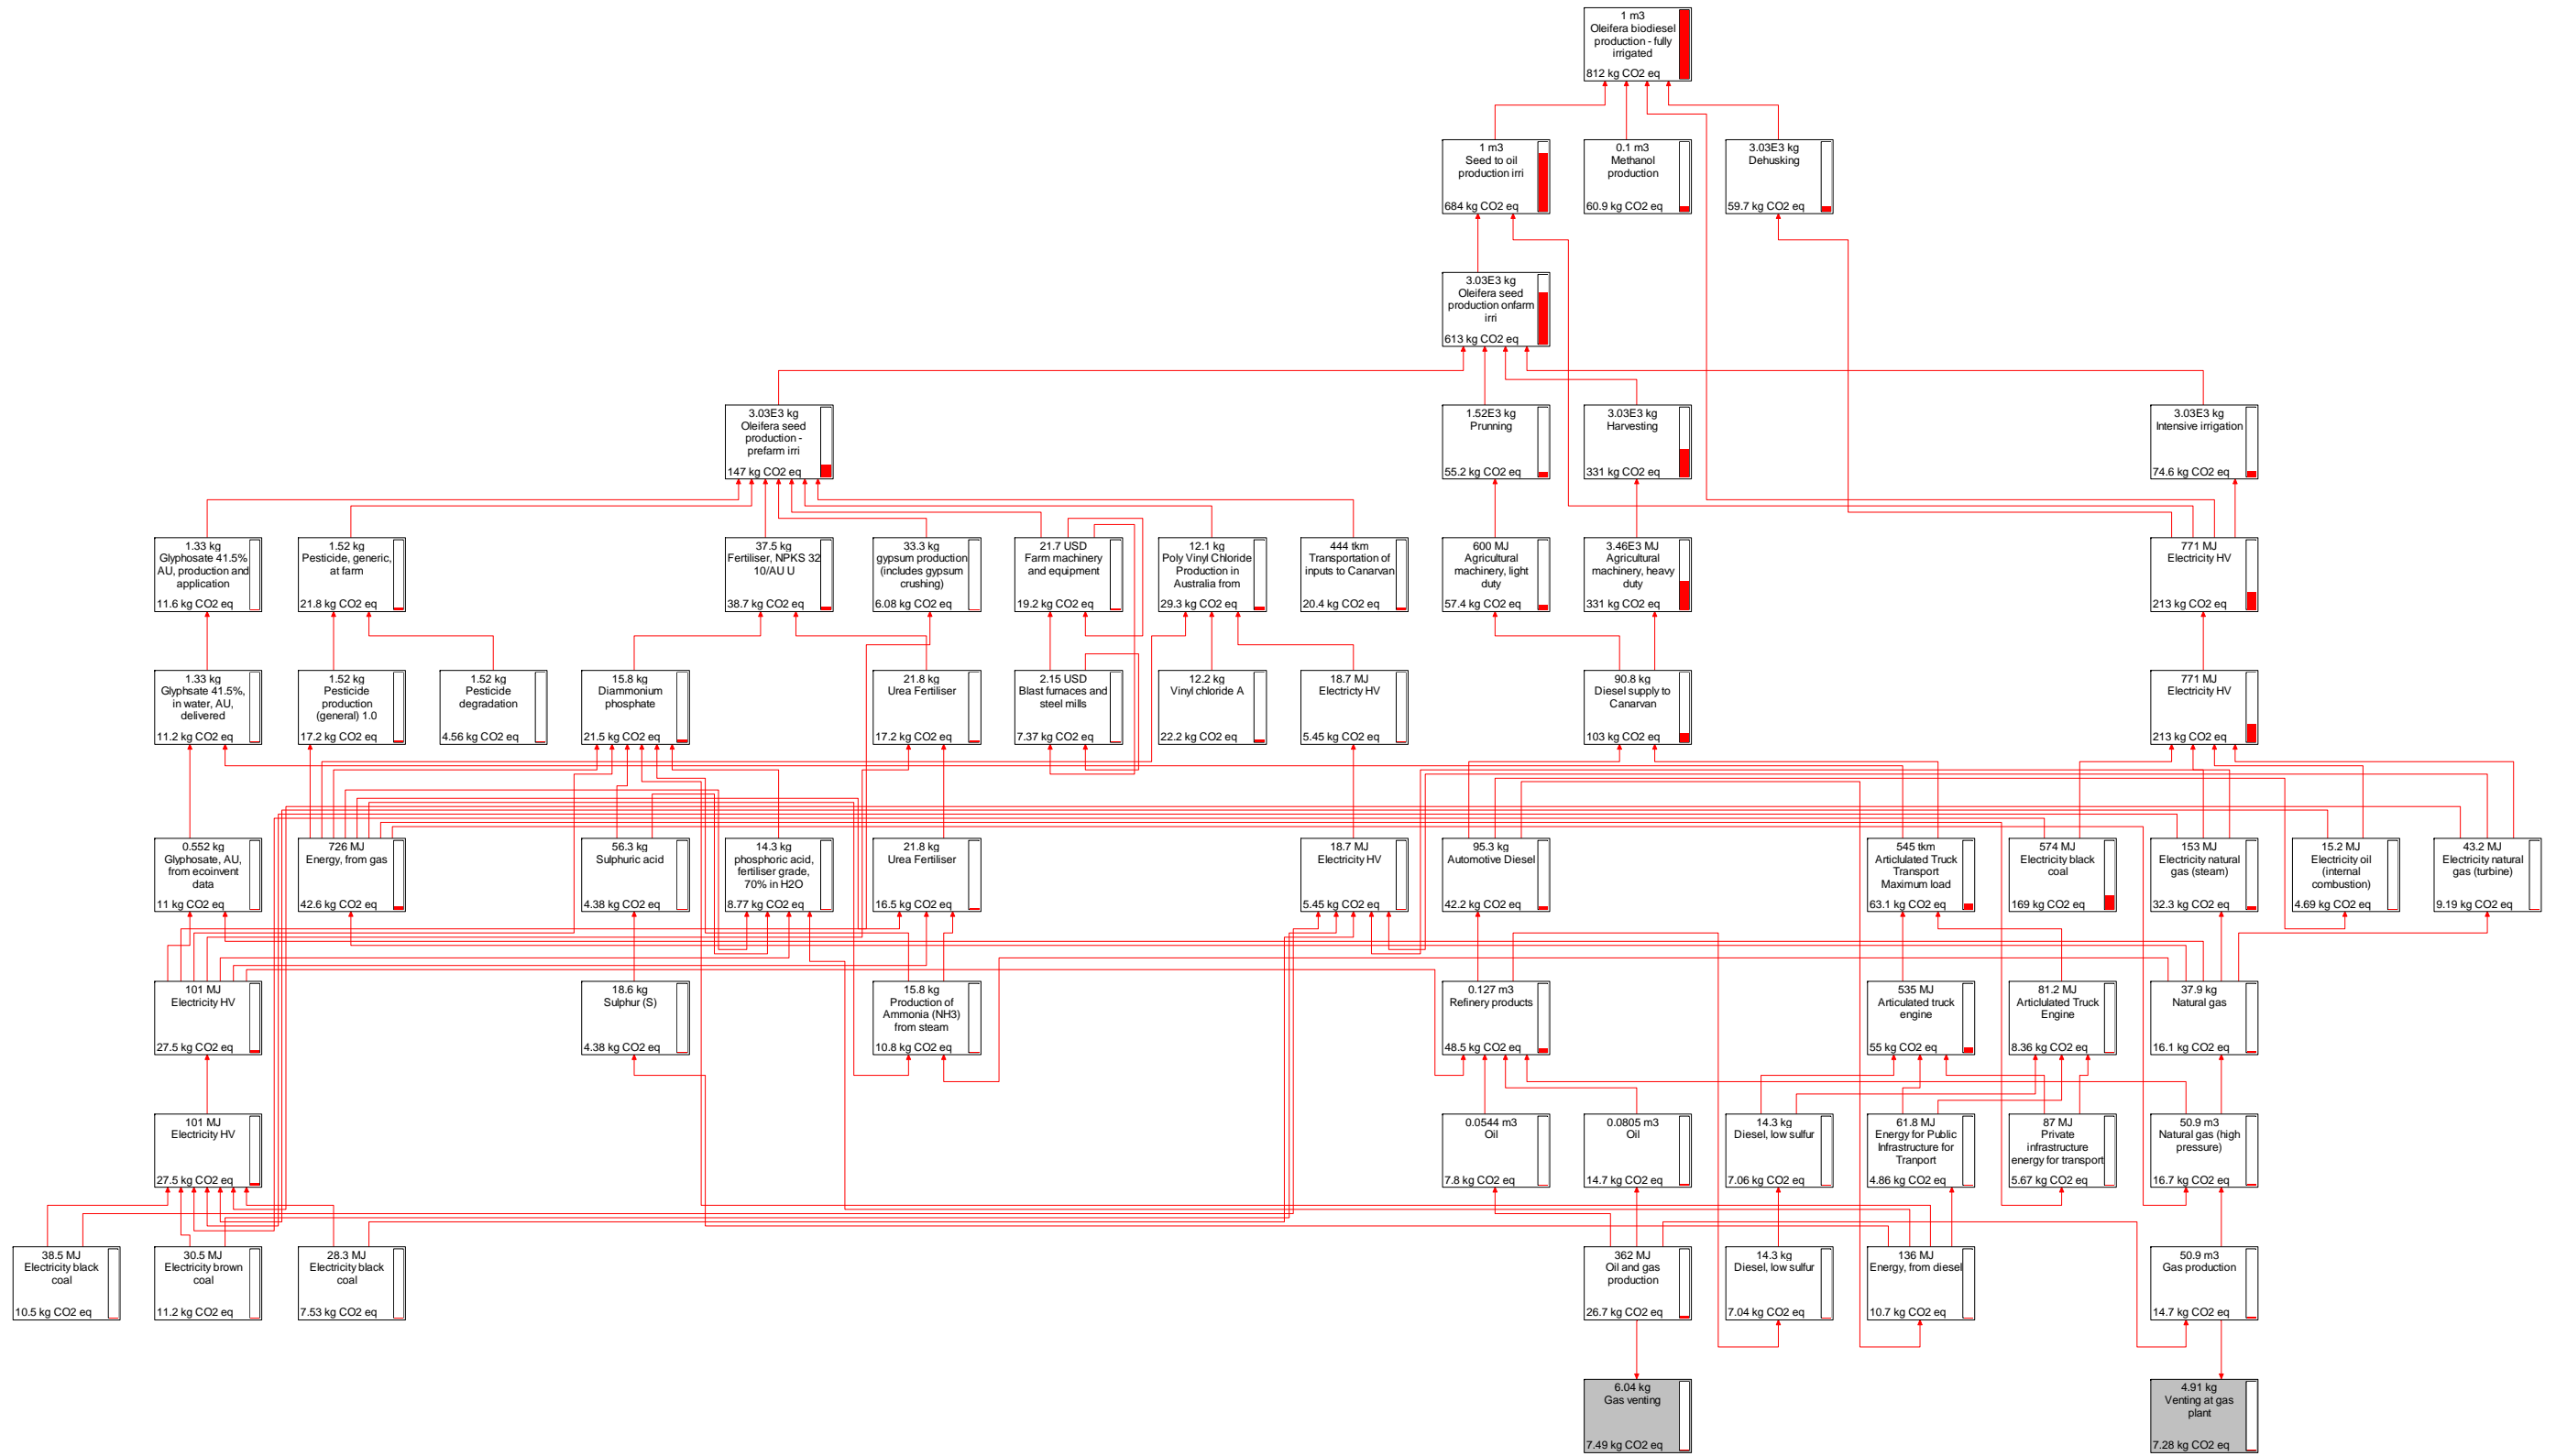 1 m3
Oleifera biodiesel
production - fully
irrigated
812 kg CO2 eq
1 m3
Seed to oil
production irri
684 kg CO2 eq
0.1 m3
Methanol
production
60.9 kg CO2 eq
3.03E3 kg
Dehusking
59.7 kg CO2 eq
3.03E3 kg
Oleifera seed
production onfarm
irri
613 kg CO2 eq
3.03E3 kg
Oleifera seed
production -
prefarm irri
147 kg CO2 eq
1.52E3 kg
Prunning
55.2 kg CO2 eq
3.03E3 kg
Harvesting
331 kg CO2 eq
3.03E3 kg
Intensive irrigation
74.6 kg CO2 eq
1.33 kg
Glyphosate 41.5%
AU, production and
application
11.6 kg CO2 eq
1.52 kg
Pesticide, generic,
at farm
21.8 kg CO2 eq
37.5 kg
Fertiliser, NPKS 32
10/AU U
38.7 kg CO2 eq
33.3 kg
gypsum production
(includes gypsum
crushing)
6.08 kg CO2 eq
21.7 USD
Farm machinery
and equipment
19.2 kg CO2 eq
12.1 kg
Poly Vinyl Chloride
Production in
Australia from
29.3 kg CO2 eq
444 tkm
Transportation of
inputs to Canarvan
20.4 kg CO2 eq
600 MJ
Agricultural
machinery, light
duty
57.4 kg CO2 eq
3.46E3 MJ
Agricultural
machinery, heavy
duty
331 kg CO2 eq
771 MJ
Electricity HV
213 kg CO2 eq
1.33 kg
Glyphsate 41.5%,
in water, AU,
delivered
11.2 kg CO2 eq
1.52 kg
Pesticide
production
(general) 1.0
17.2 kg CO2 eq
1.52 kg
Pesticide
degradation
4.56 kg CO2 eq
15.8 kg
Diammonium
phosphate
21.5 kg CO2 eq
21.8 kg
Urea Fertiliser
17.2 kg CO2 eq
2.15 USD
Blast furnaces and
steel mills
7.37 kg CO2 eq
12.2 kg
Vinyl chloride A
22.2 kg CO2 eq
18.7 MJ
Electricty HV
5.45 kg CO2 eq
90.8 kg
Diesel supply to
Canarvan
103 kg CO2 eq
771 MJ
Electricity HV
213 kg CO2 eq
0.552 kg
Glyphosate, AU,
from ecoinvent
data
11 kg CO2 eq
726 MJ
Energy, from gas
42.6 kg CO2 eq
56.3 kg
Sulphuric acid
4.38 kg CO2 eq
14.3 kg
phosphoric acid,
fertiliser grade,
70% in H2O
8.77 kg CO2 eq
21.8 kg
Urea Fertiliser
16.5 kg CO2 eq
18.7 MJ
Electricity HV
5.45 kg CO2 eq
95.3 kg
Automotive Diesel
42.2 kg CO2 eq
545 tkm
Articlulated Truck
Transport
Maximum load
63.1 kg CO2 eq
574 MJ
Electricity black
coal
169 kg CO2 eq
153 MJ
Electricity natural
gas (steam)
32.3 kg CO2 eq
15.2 MJ
Electricity oil
(internal
combustion)
4.69 kg CO2 eq
43.2 MJ
Electricity natural
gas (turbine)
9.19 kg CO2 eq
101 MJ
Electricity HV
27.5 kg CO2 eq
18.6 kg
Sulphur (S)
4.38 kg CO2 eq
15.8 kg
Production of
Ammonia (NH3)
from steam
10.8 kg CO2 eq
0.127 m3
Refinery products
48.5 kg CO2 eq
535 MJ
Articulated truck
engine
55 kg CO2 eq
81.2 MJ
Articlulated Truck
Engine
8.36 kg CO2 eq
37.9 kg
Natural gas
16.1 kg CO2 eq
101 MJ
Electricity HV
27.5 kg CO2 eq
0.0544 m3
Oil
7.8 kg CO2 eq
0.0805 m3
Oil
14.7 kg CO2 eq
14.3 kg
Diesel, low sulfur
7.06 kg CO2 eq
61.8 MJ
Energy for Public
Infrastructure for
Tranport
4.86 kg CO2 eq
87 MJ
Private
infrastructure
energy for transport
5.67 kg CO2 eq
50.9 m3
Natural gas (high
pressure)
16.7 kg CO2 eq
38.5 MJ
Electricity black
coal
10.5 kg CO2 eq
30.5 MJ
Electricity brown
coal
11.2 kg CO2 eq
28.3 MJ
Electricity black
coal
7.53 kg CO2 eq
362 MJ
Oil and gas
production
26.7 kg CO2 eq
14.3 kg
Diesel, low sulfur
7.04 kg CO2 eq
136 MJ
Energy, from diesel
10.7 kg CO2 eq
50.9 m3
Gas production
14.7 kg CO2 eq
6.04 kg
Gas venting
7.49 kg CO2 eq
4.91 kg
Venting at gas
plant
7.28 kg CO2 eq